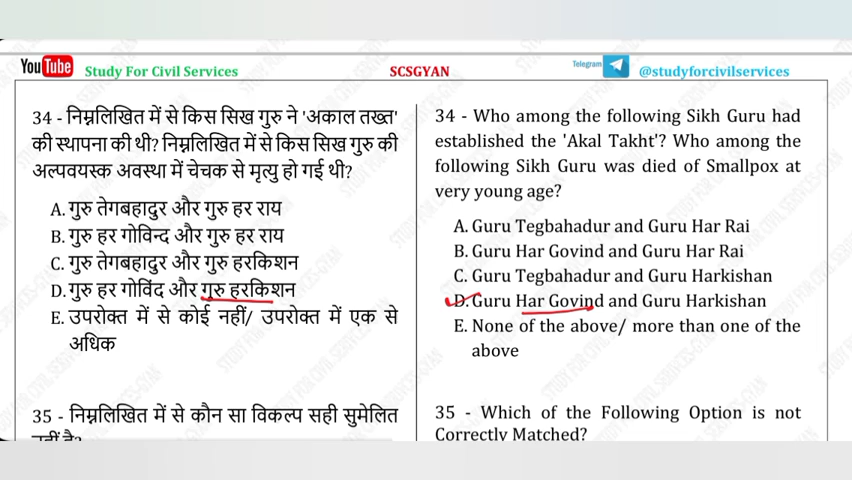 YouTube Study For Civil Services SCSGYAN Telegram @studyforcivilservices
34 - निम्नलिखित में से किस सिख गुरु ने 'अकाल तख्त'
की स्थापना की थी? निम्नलिखित में से किस सिख गुरु की
अल्पवयस्क अवस्था में चेचक से मृत्यु हो गई थी?
A. गुरु तेगबहादुर और गुरु हर राय
B. गुरु हर गोविन्द और गुरु हर राय
C. गुरु तेगबहादुर और गुरु हरकिशन
D. गुरु हर गोविंद और गुरु हरकिशन
E. उपरोक्त में से कोई नहीं/ उपरोक्त में एक से
अधिक
35 - निम्नलिखित में से कौन सा विकल्प सही सुमेलित
नहीं है?
34 - Who among the following Sikh Guru had
established the 'Akal Takht'? Who among the
following Sikh Guru was died of Smallpox at
very young age?
A. Guru Tegbahadur and Guru Har Rai
B. Guru Har Govind and Guru Har Rai
C. Guru Tegbahadur and Guru Harkishan
D. Guru Har Govind and Guru Harkishan
E. None of the above/ more than one of the
above
35 - Which of the Following Option is not
Correctly Matched?